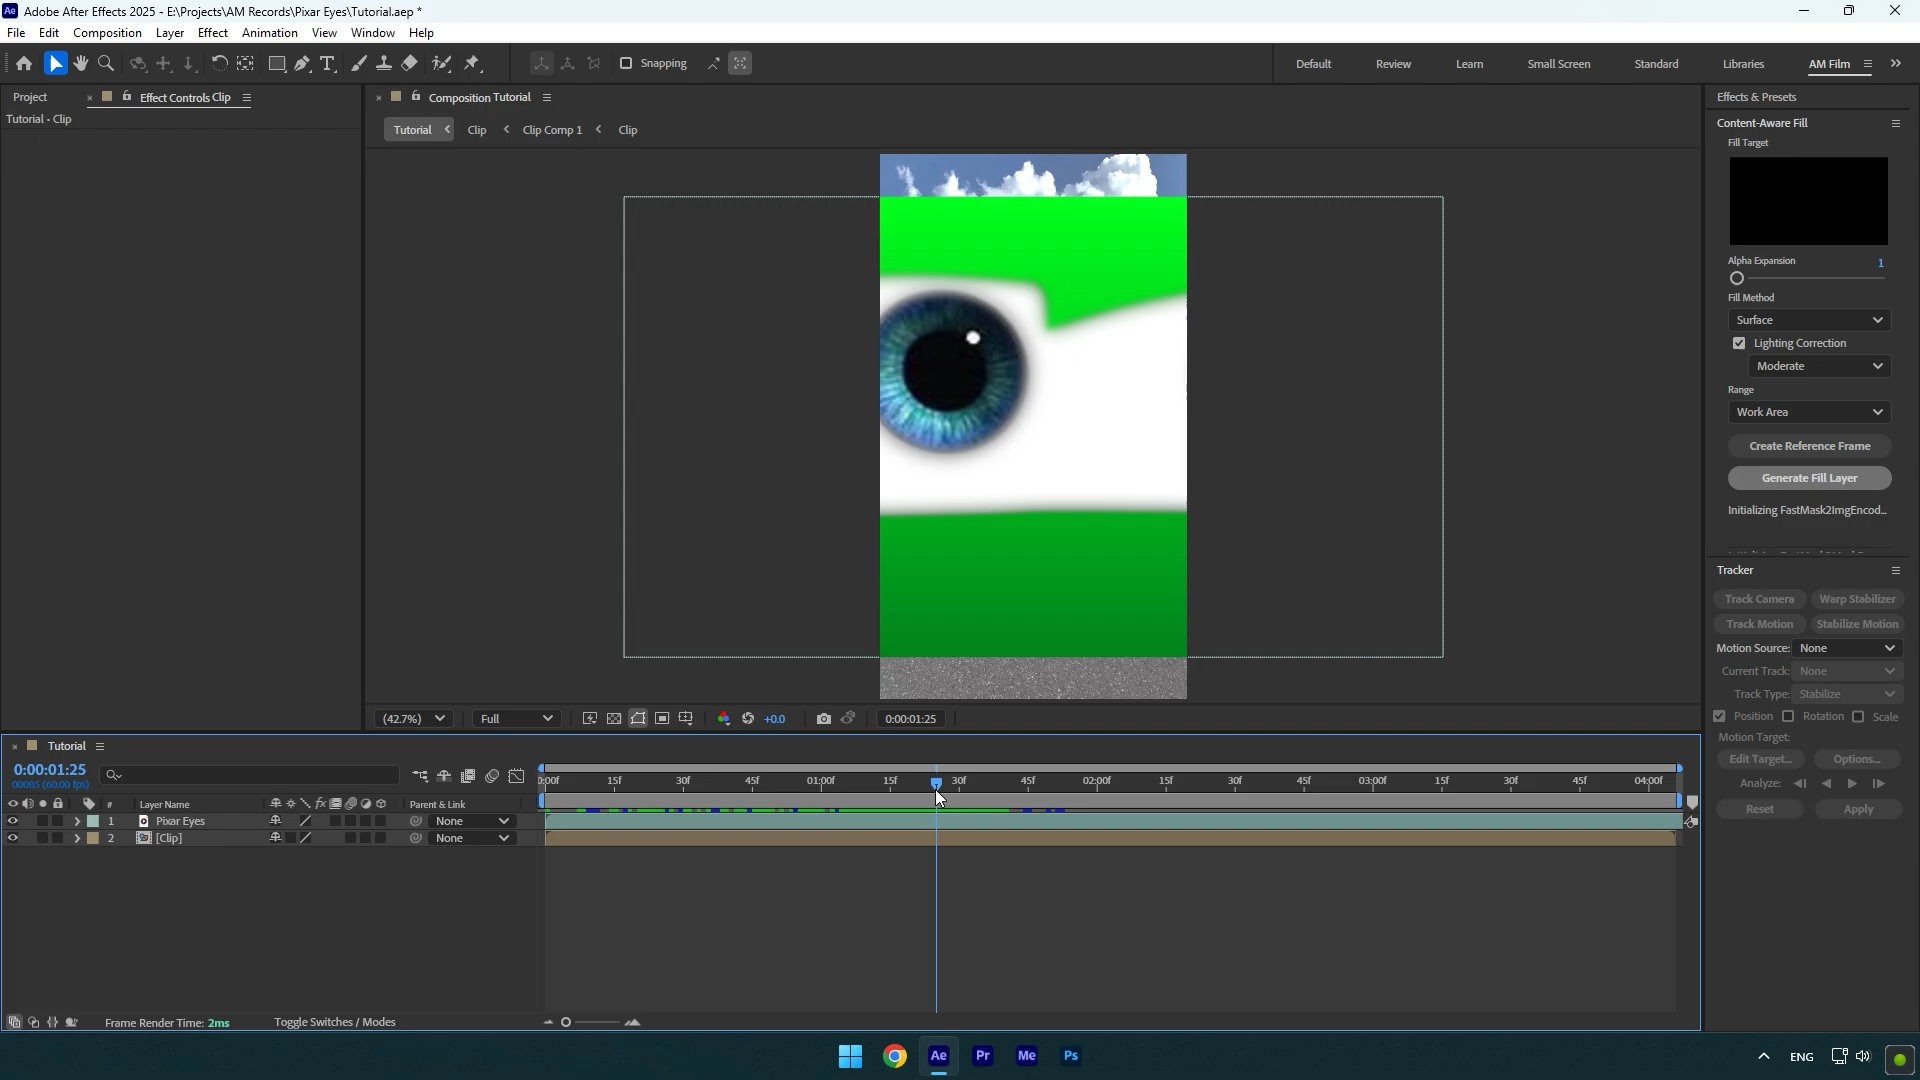 Adobe After Effects 2025 - E:\Projects\AM Records\Pixar Eyes\Tutorial.aep *
File Edit Composition Layer Effect Animation View Window Help
Snapping
Default Review Learn Small Screen Standard Libraries AM Film
Project Effect Controls Clip
Tutorial • Clip
Composition Tutorial
Tutorial Clip Clip Comp 1 Clip
Effects & Presets
Content-Aware Fill
Fill Target
Alpha Expansion 1
Fill Method
Surface
Lighting Correction
Moderate
Range
Work Area
Create Reference Frame
Generate Fill Layer
Initializing FastMask2ImgEncod...
Tracker
Track Camera Warp Stabilizer
Track Motion Stabilize Motion
Motion Source: None
Current Track: None
Track Type: Stabilize
Position Rotation Scale
Motion Target:
Edit Target... Options...
Analyze:
Reset Apply
(42.7%) Full +0.0 0:00:01:25
Tutorial
0:00:01:25
00085 (60.00 fps)
0:00f 15f 30f 45f 01:00f 15f 30f 45f 02:00f 15f 30f 45f 03:00f 15f 30f 45f 04:00f
# Layer Name fx Parent & Link
1 Pixar Eyes None
2 [Clip] None
Frame Render Time: 2ms Toggle Switches / Modes
Ae Pr Me Ps ENG